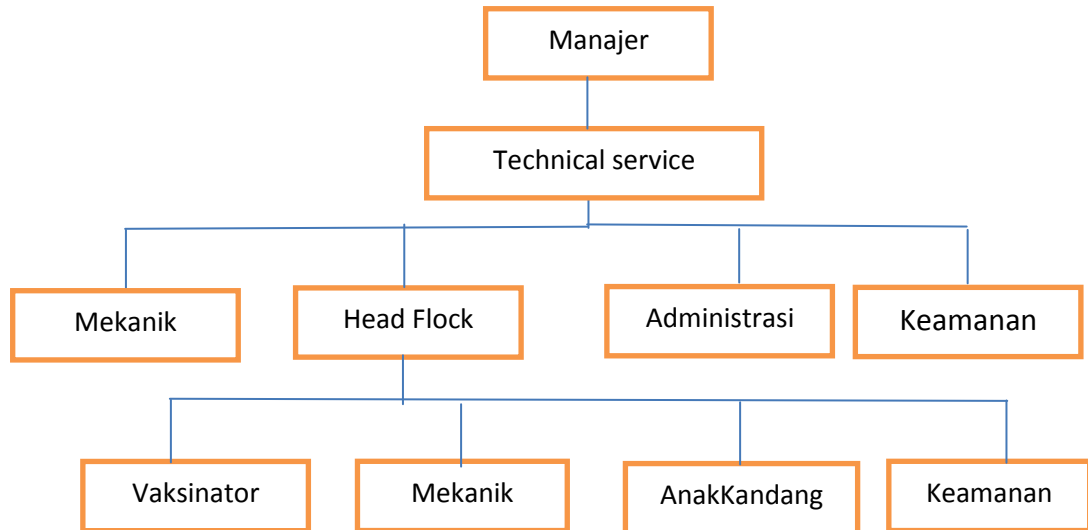 Manajer
Technical service
Mekanik
Head Flock
Administrasi
Keamanan
Vaksinator
Mekanik
AnakKandang
Keamanan